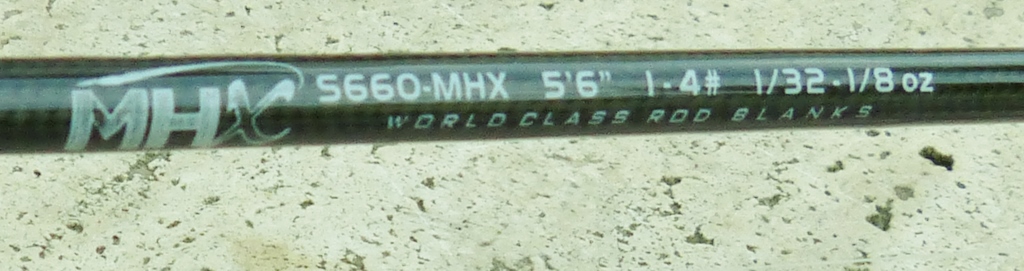 MHX S660-MHX 5'6" 1-4# 1/32-1/8 oz
WORLD CLASS ROD BLANKS